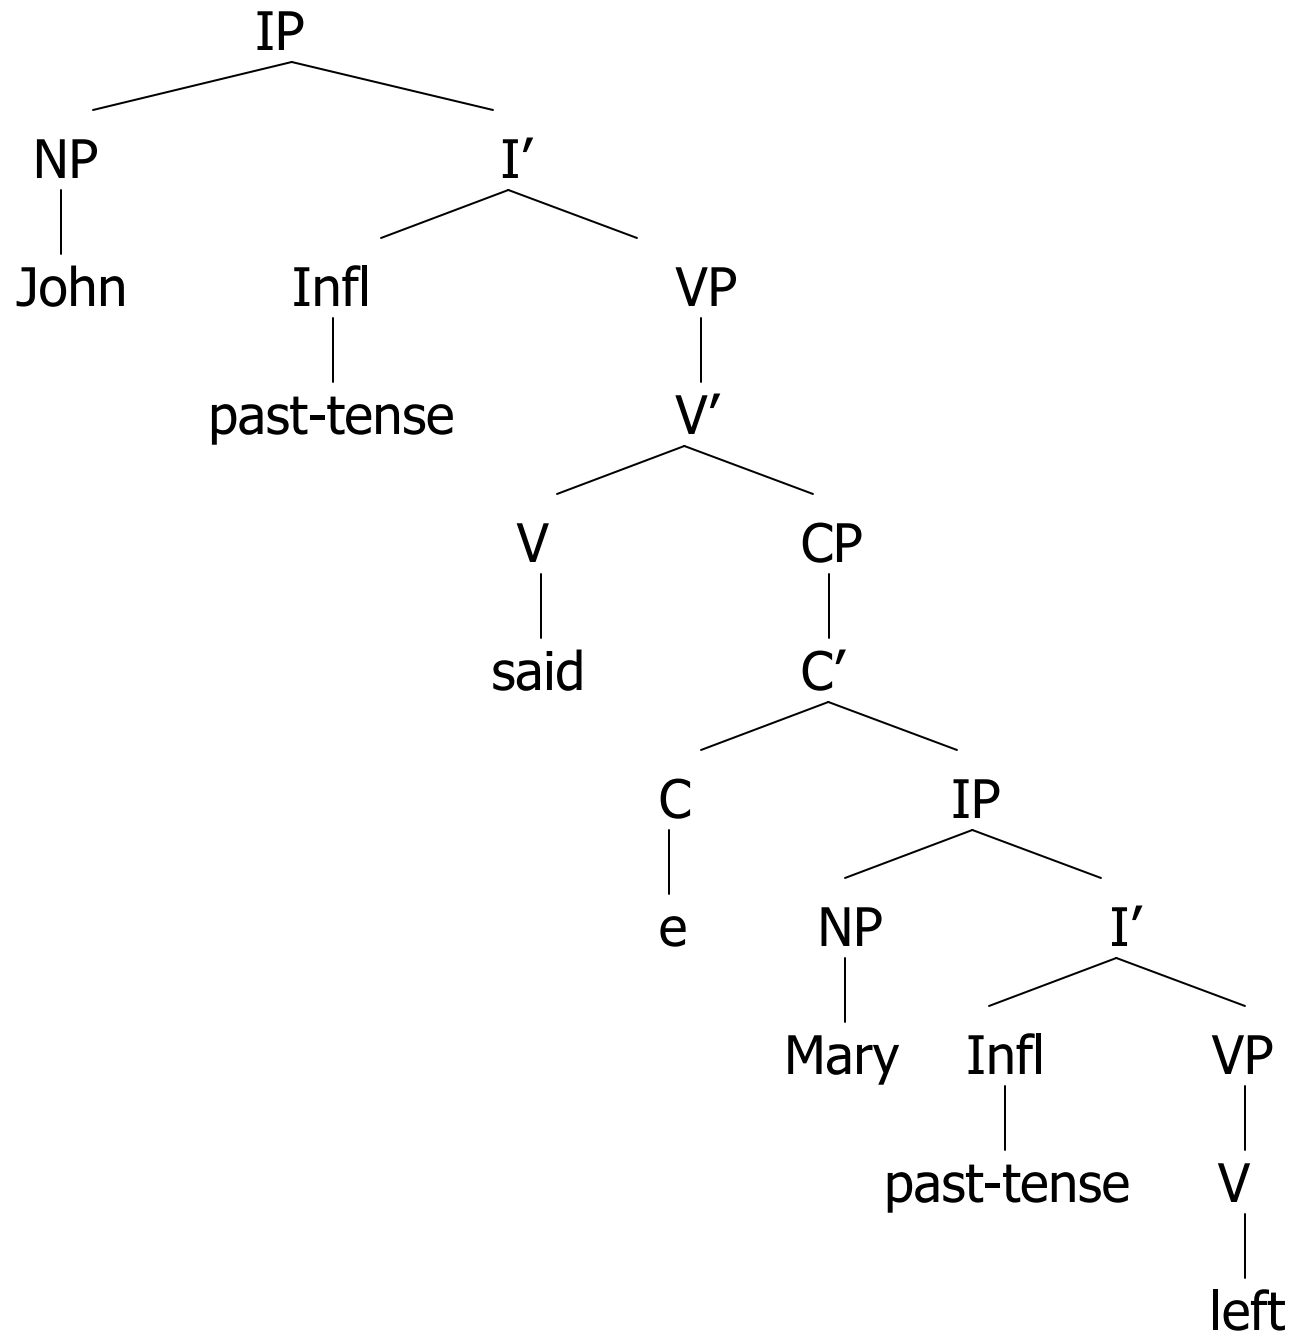 IP
NP I′
John Infl VP
past-tense V′
V CP
said C′
C IP
e NP I′
Mary Infl VP
past-tense V
left